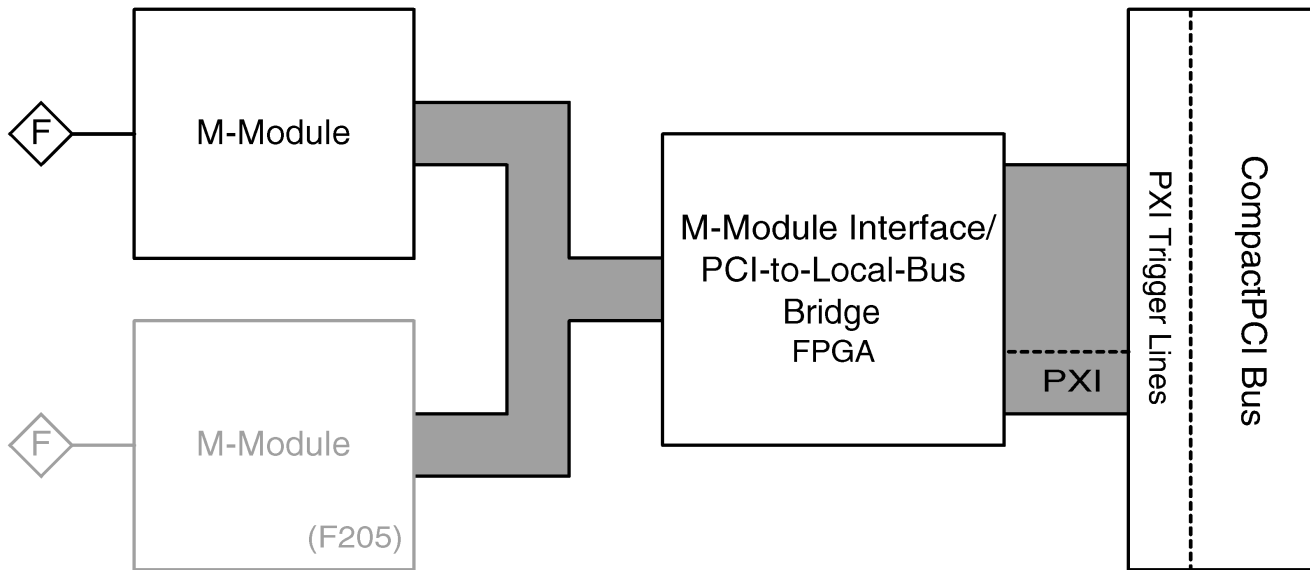 F
M-Module
F
M-Module
(F205)
M-Module Interface/
PCI-to-Local-Bus
Bridge
FPGA
PXI
PXI Trigger Lines
CompactPCI Bus